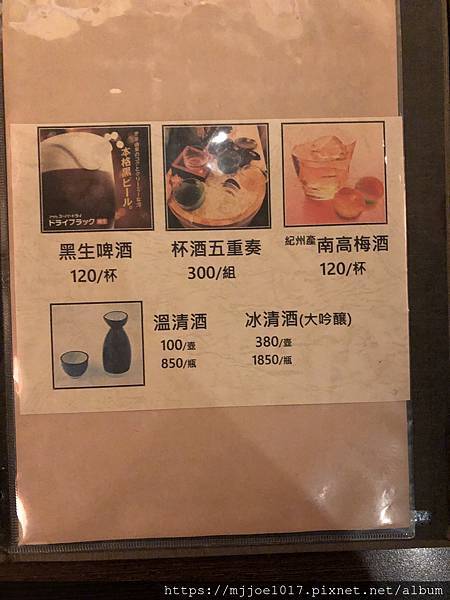 本格黒ビール。
ドライブラック
黑生啤酒
120/杯
杯酒五重奏
300/組
紀州產南高梅酒
120/杯
溫清酒
100/壺
850/瓶
冰清酒(大吟釀)
380/壺
1850/瓶
https://mjjoe1017.pixnet.net/album